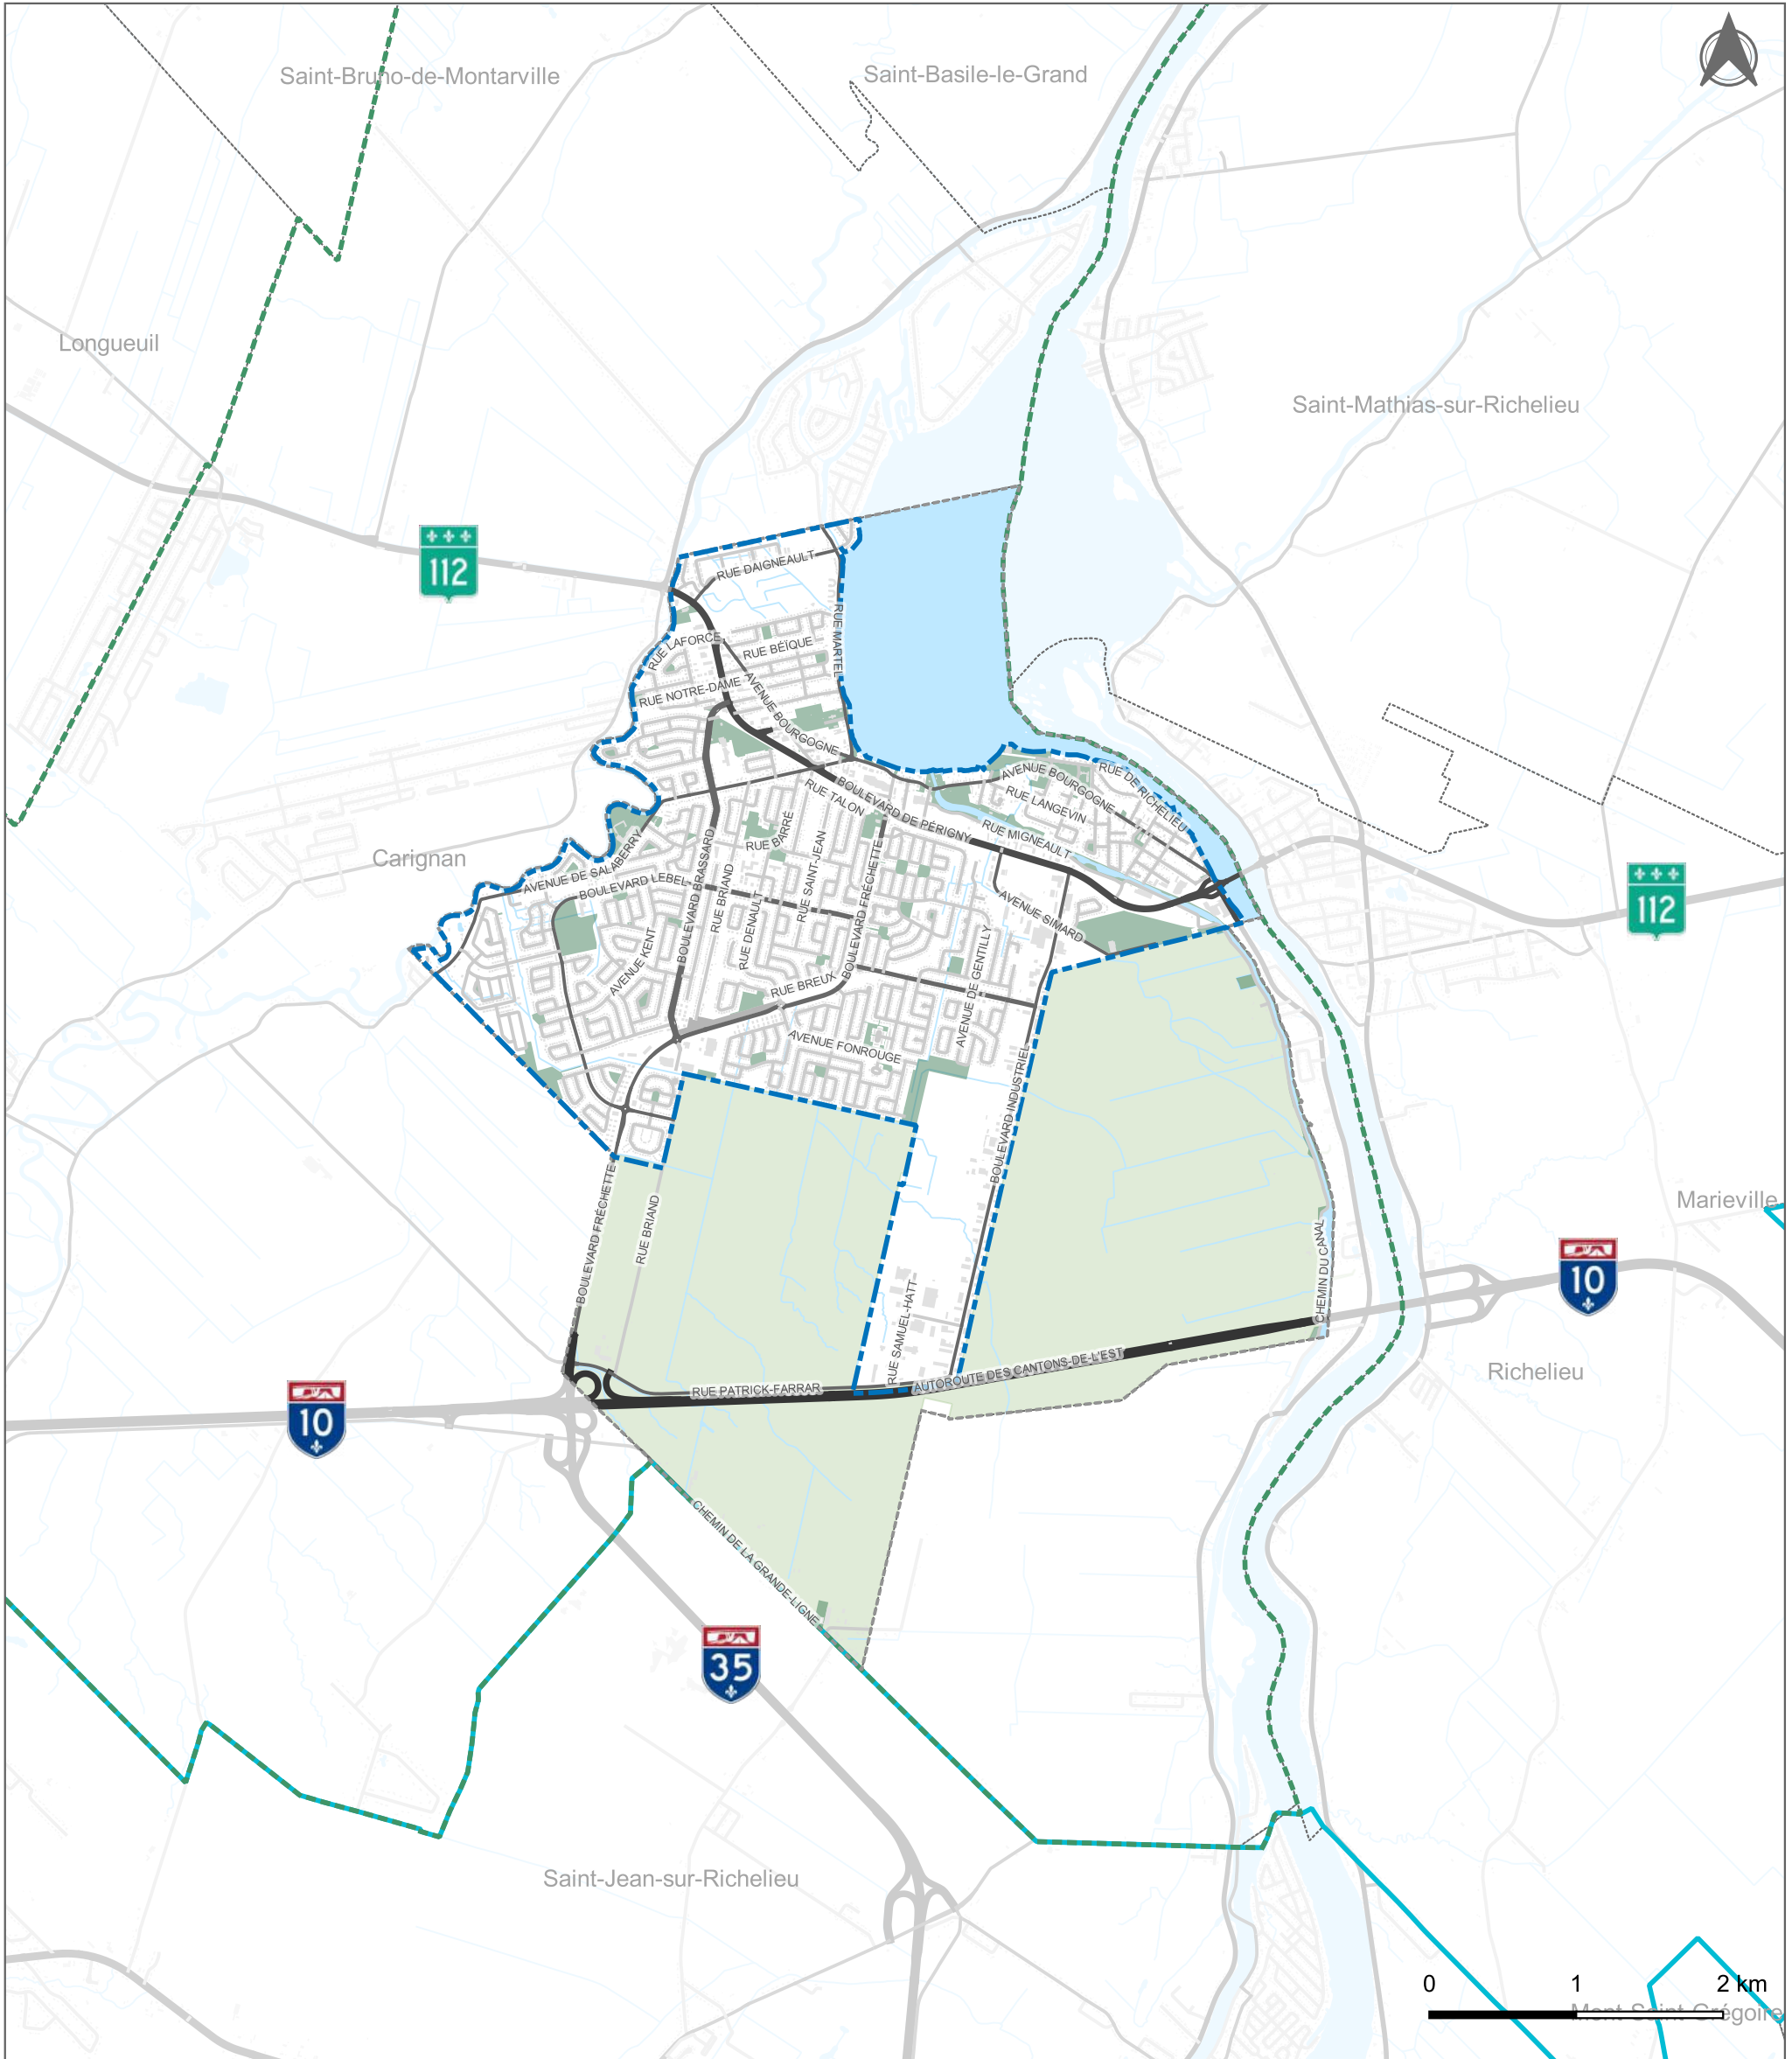 Saint-Bruno-de-Montarville
Saint-Basile-le-Grand
Longueuil
Saint-Mathias-sur-Richelieu
112
RUE DAIGNEAULT
RUE MARTEL
RUE LAFORCE
RUE BÉÏQUE
RUE NOTRE-DAME
AVENUE BOURGOGNE
AVENUE BOURGOGNE
RUE DE RICHELIEU
RUE LANGEVIN
BOULEVARD DE PÉRIGNY
RUE TALON
RUE MIGNEAULT
RUE BARRÉ
Carignan
AVENUE DE SALABERRY
BOULEVARD LEBEL
BOULEVARD BRASSARD
RUE BRIAND
RUE DENAULT
RUE SAINT-JEAN
BOULEVARD FRÉCHETTE
AVENUE SIMARD
112
AVENUE KENT
RUE BREUX
AVENUE DE GENTILLY
AVENUE FONROUGE
BOULEVARD INDUSTRIEL
Marieville
BOULEVARD FRÉCHETTE
RUE BRIAND
RUE SAMUEL-HATT
CHEMIN DU CANAL
10
Richelieu
AUTOROUTE DES CANTONS-DE-L'EST
RUE PATRICK-FARRAR
10
CHEMIN DE LA GRANDE-LIGNE
35
Saint-Jean-sur-Richelieu
0 1 2 km
Mont-Saint-Grégoire